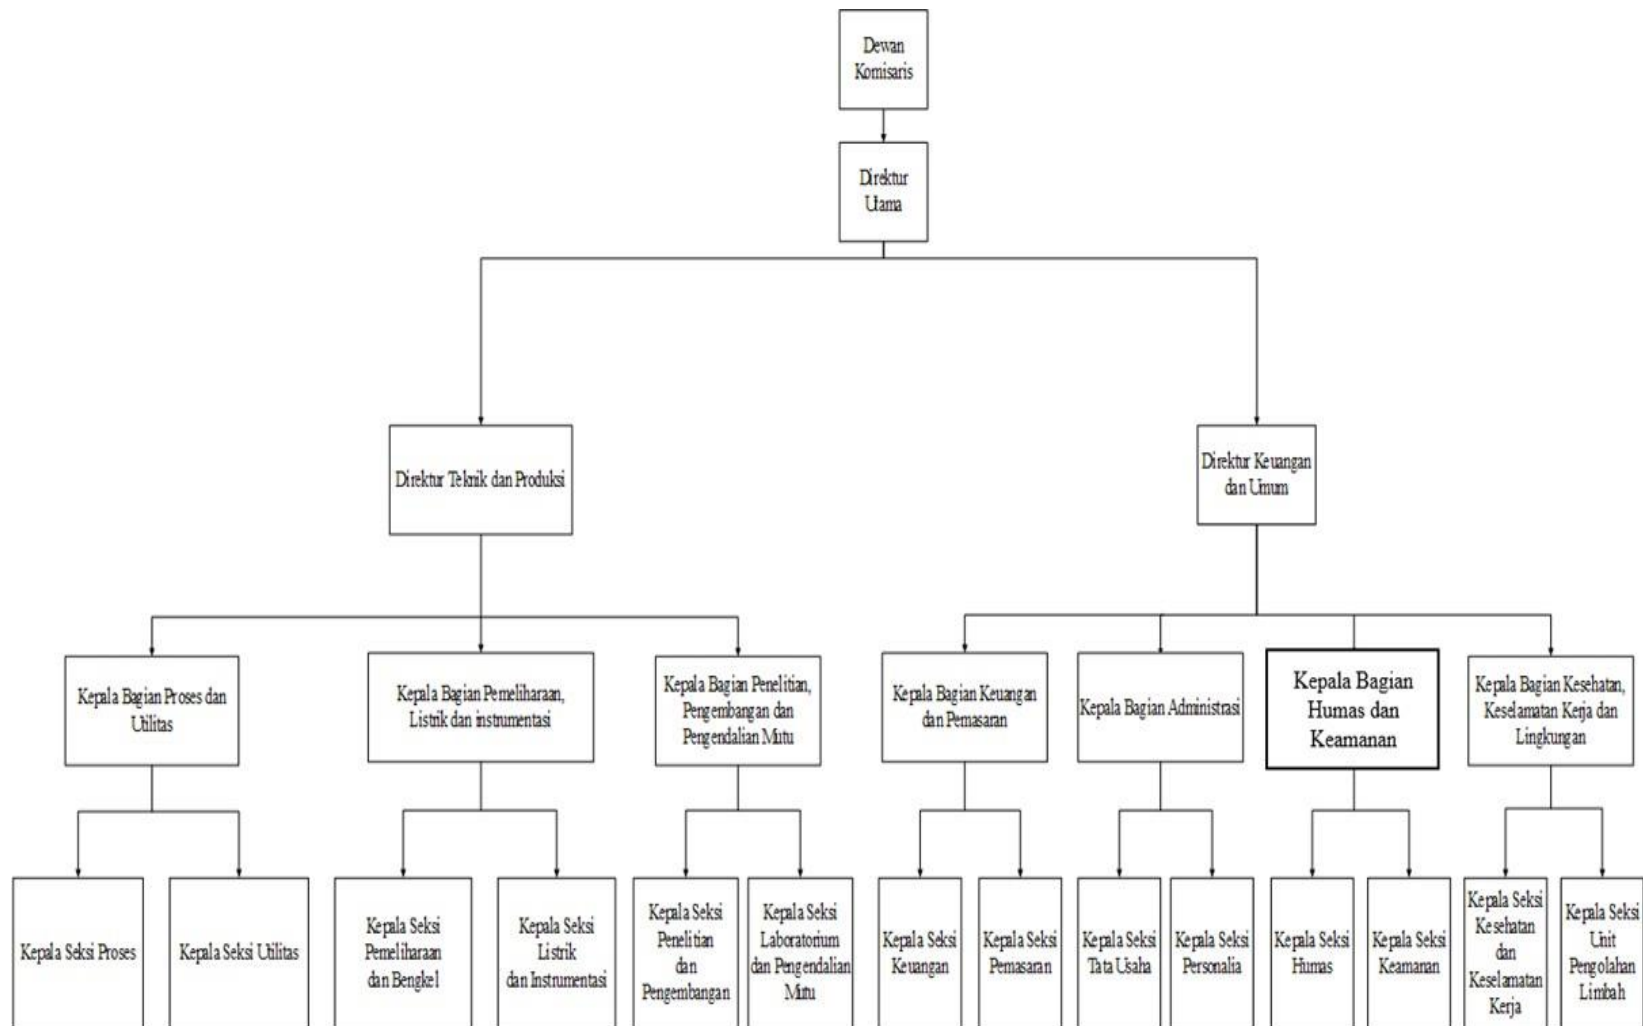 Dewan
Komisaris
Direktur
Utama
Direktur Teknik dan Produksi
Direktur Keuangan
dan Umum
Kepala Bagian Proses dan
Utilitas
Kepala Bagian Pemeliharaan,
Listrik dan instrumentasi
Kepala Bagian Penelitian,
Pengembangan dan
Pengendalian Mutu
Kepala Bagian Keuangan
dan Pemasaran
Kepala Bagian Administrasi
Kepala Bagian
Humas dan
Keamanan
Kepala Bagian Kesehatan,
Keselamatan Kerja dan
Lingkungan
Kepala Seksi Proses
Kepala Seksi Utilitas
Kepala Seksi
Pemeliharaan
dan Bengkel
Kepala Seksi
Listrik
dan Instrumentasi
Kepala Seksi
Penelitian
dan
Pengembangan
Kepala Seksi
Laboratorium
dan Pengendalian
Mutu
Kepala Seksi
Keuangan
Kepala Seksi
Pemasaran
Kepala Seksi
Tata Usaha
Kepala Seksi
Personalia
Kepala Seksi
Humas
Kepala Seksi
Keamanan
Kepala Seksi
Kesehatan
dan
Keselamatan
Kerja
Kepala Seksi
Unit
Pengolahan
Limbah